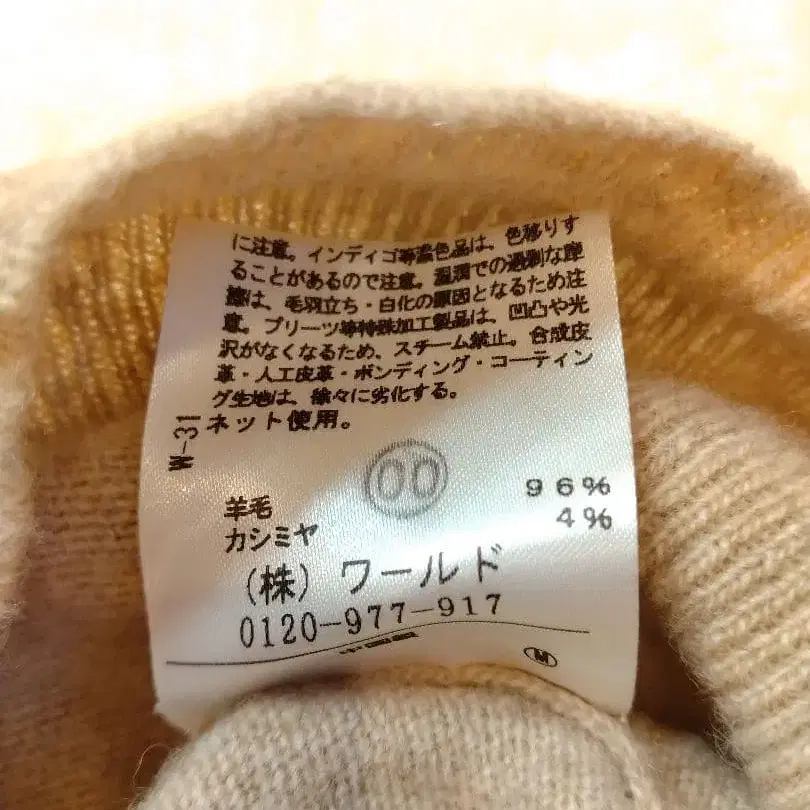 に注意。インディゴ等濃色品は、色移りす
ることがあるので注意。湿潤での過剰な摩
擦は、毛羽立ち・白化の原因となるため注
意。プリーツ等特殊加工製品は、凹凸や光
沢がなくなるため、スチーム禁止。合成皮
革・人工皮革・ボンディング・コーティン
グ生地は、徐々に劣化する。
ネット使用。
W-31
00
羊毛 96%
カシミヤ 4%
(株) ワールド
0120-977-917
中国製
M